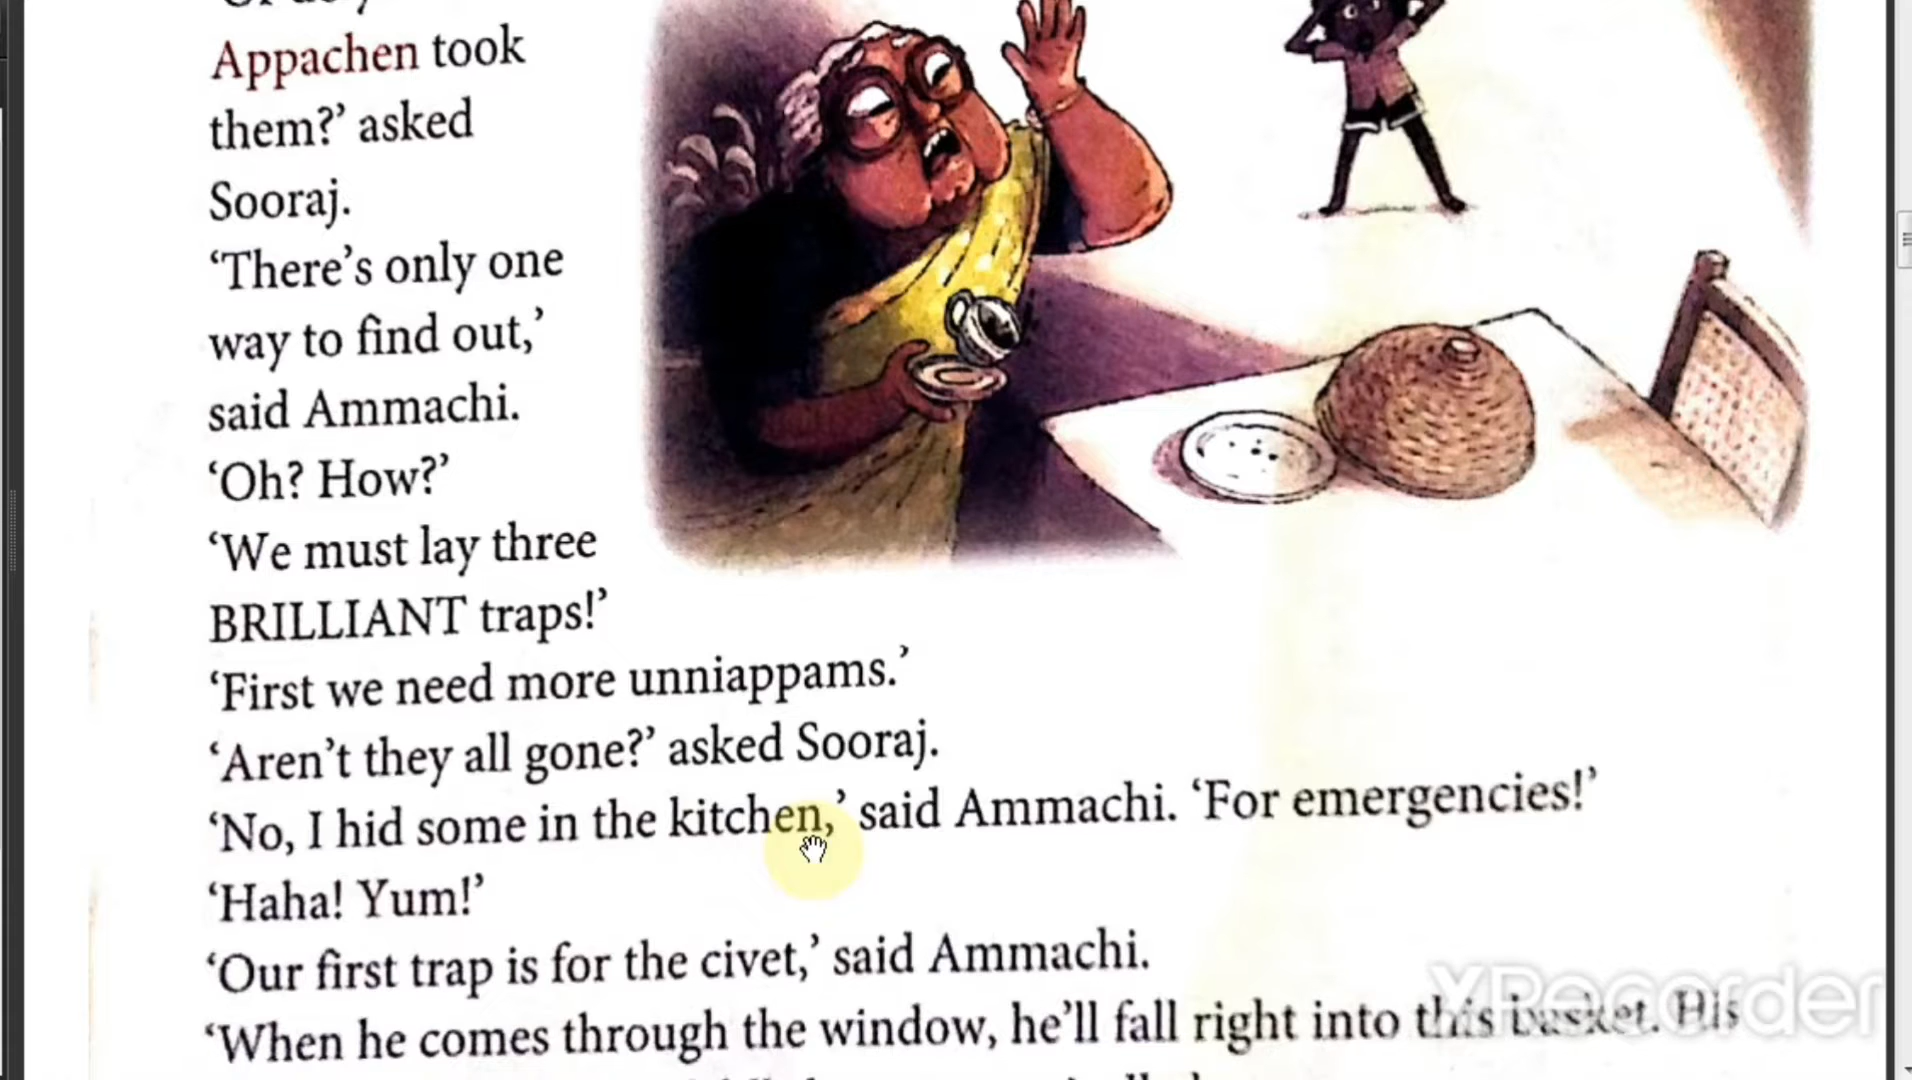 Appachen took
them?’ asked
Sooraj.
‘There’s only one
way to find out,’
said Ammachi.
‘Oh? How?’
‘We must lay three
BRILLIANT traps!’
‘First we need more unniappams.’
‘Aren’t they all gone?’ asked Sooraj.
‘No, I hid some in the kitchen,’ said Ammachi. ‘For emergencies!’
‘Haha! Yum!’
‘Our first trap is for the civet,’ said Ammachi.
XRecorder
‘When he comes through the window, he’ll fall right into this basket. His